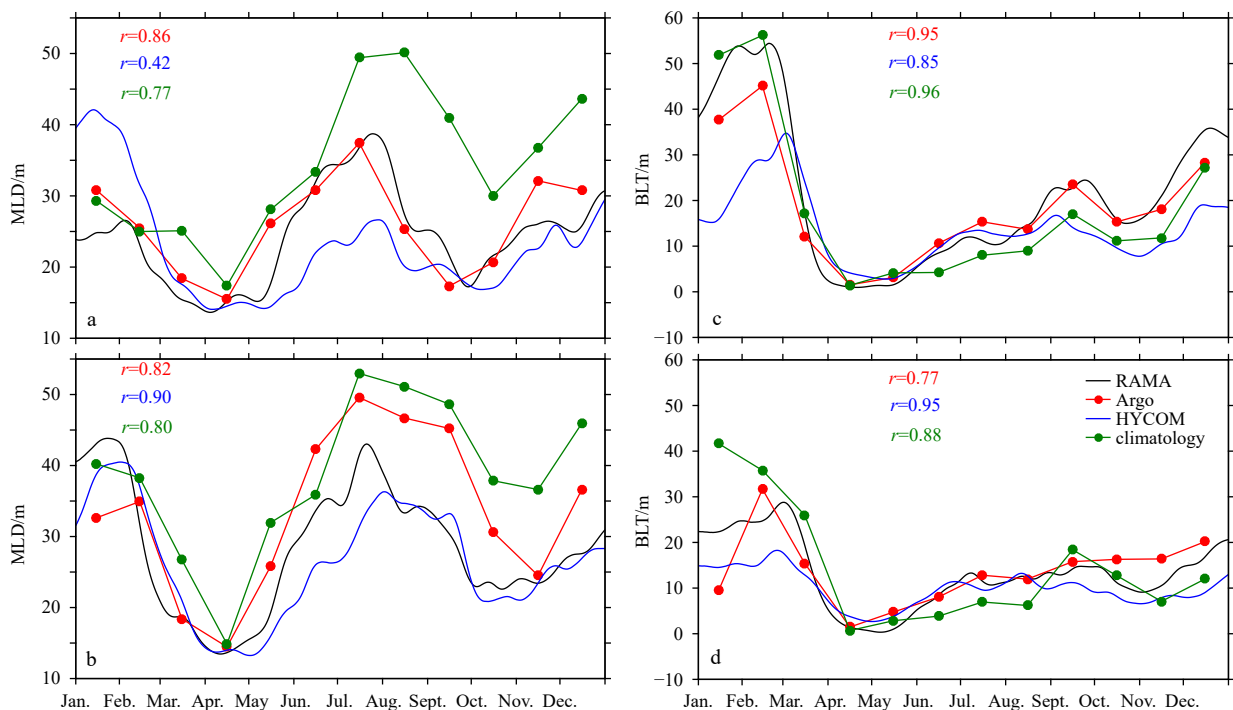 r=0.86
r=0.42
r=0.77
50
40
30
20
10
MLD/m
a
r=0.95
r=0.85
r=0.96
60
50
40
30
20
10
0
−10
BLT/m
c
r=0.82
r=0.90
r=0.80
50
40
30
20
10
MLD/m
b
Jan. Feb. Mar. Apr. May Jun. Jul. Aug. Sept. Oct. Nov. Dec.
r=0.77
r=0.95
r=0.88
RAMA
Argo
HYCOM
climatology
60
50
40
30
20
10
0
−10
BLT/m
d
Jan. Feb. Mar. Apr. May Jun. Jul. Aug. Sept. Oct. Nov. Dec.